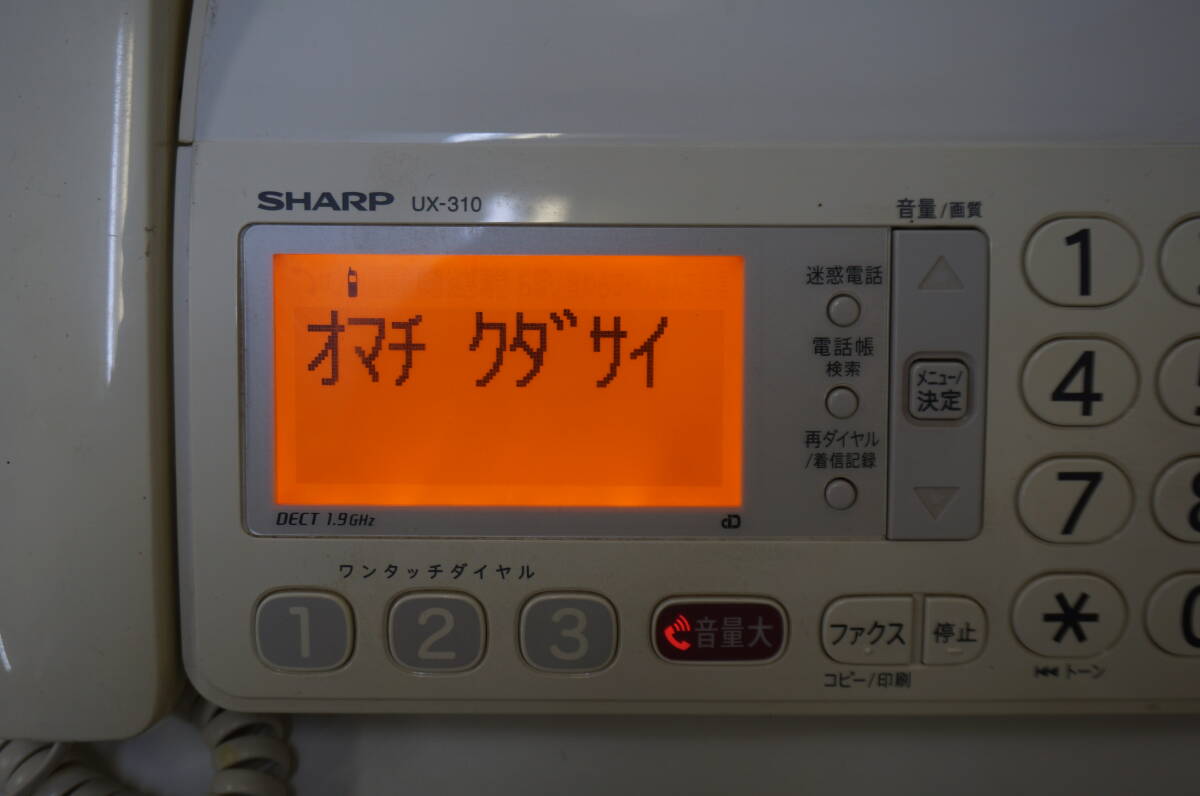 SHARP UX-310
音量/画質
オマチ クダサイ
迷惑電話
電話帳
検索
再ダイヤル
/着信記録
メニュー/
決定
DECT 1.9GHz
ワンタッチダイヤル
1 2 3
音量大
ファクス 停止
コピー/印刷
1
4
7
*
トーン